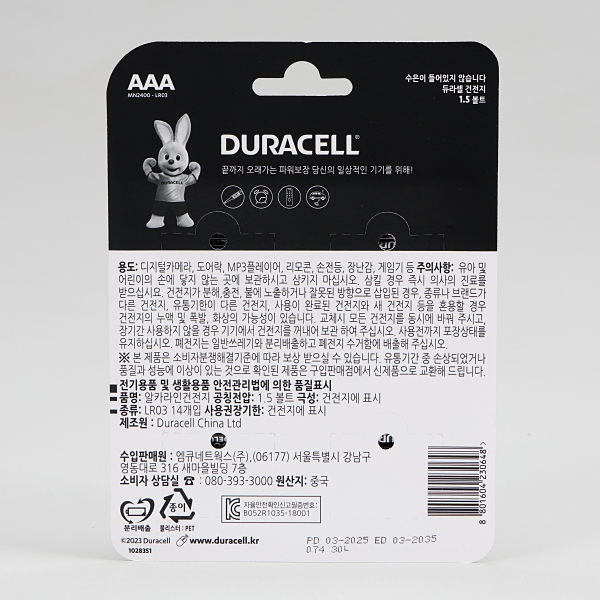 AAA
MN2400 - LR03
수은이 들어있지 않습니다
듀라셀 건전지
1.5 볼트
DURACELL
DURACELL®
끝까지 오래가는 파워보장 당신의 일상적인 기기를 위해!
용도: 디지털카메라, 도어락, MP3플레이어, 리모콘, 손전등, 장난감, 게임기 등 주의사항: 유아 및
어린이의 손에 닿지 않는 곳에 보관하시고 삼키지 마십시오. 삼킬 경우 즉시 의사의 진료를
받으십시요. 건전지가 분해,충전, 불에 노출하거나 잘못된 방향으로 삽입된 경우, 종류나 브랜드가
다른 건전지, 유통기한이 다른 건전지, 사용이 완료된 건전지와 새 건전지 등을 혼용할 경우
건전지의 누액 및 폭발, 화상의 가능성이 있습니다. 교체시 모든 건전지를 동시에 바꿔 주시고,
장기간 사용하지 않을 경우 기기에서 건전지를 꺼내어 보관 하여 주십시오. 사용전까지 포장상태를
유지하십시요. 폐전지는 일반쓰레기와 분리배출하고 폐전지 수거함에 배출해 주십시오.
※ 본 제품은 소비자분쟁해결기준에 따라 보상 받으실 수 있습니다. 유통기간 중 손상되었거나
품질과 성능에 이상이 있는 것으로 확인된 제품은 구입판매점에서 신제품으로 교환해 드립니다.
전기용품 및 생활용품 안전관리법에 의한 품질표시
품명: 알카라인건전지 공칭전압: 1.5 볼트 극성: 건전지에 표시
종류: LR03 14개입 사용권장기한: 건전지에 표시
제조원 : Duracell China Ltd
수입판매원 : 엠큐네트웍스(주),(06177) 서울특별시 강남구
영동대로 316 새마을빌딩 7층
소비자 상담실 ☎ : 080-393-3000 원산지: 중국
8 801604 230648 >
분리배출
종이
폴리스터 : PET
자율안전확인신고필증번호:
B052R1035-18001
©2023 Duracell
1028351
www.duracell.kr
PD 03-2025 ED 03-2035
074 30L